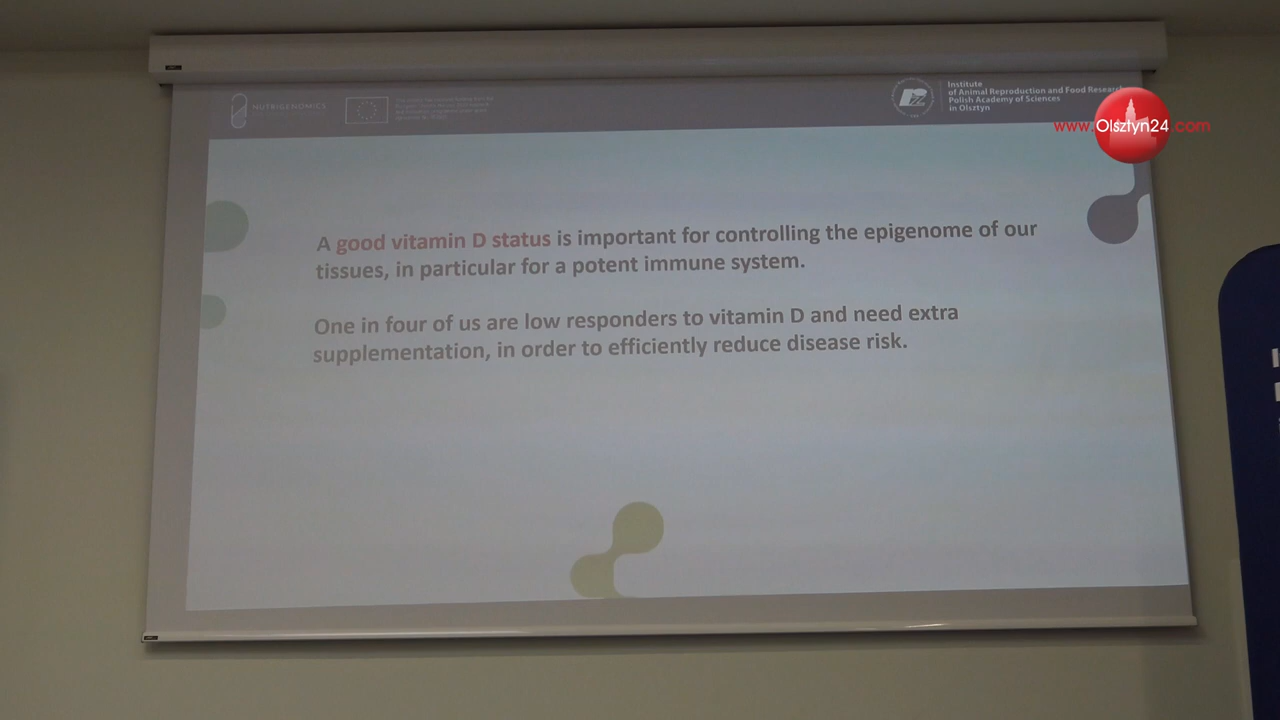 NUTRIGENOMICS
Institute
of Animal Reproduction and Food
Polish Academy of Sciences
in Olsztyn
www.Olsztyn24.com
A good vitamin D status is important for controlling the epigenome of our
tissues, in particular for a potent immune system.
One in four of us are low responders to vitamin D and need extra
supplementation, in order to efficiently reduce disease risk.